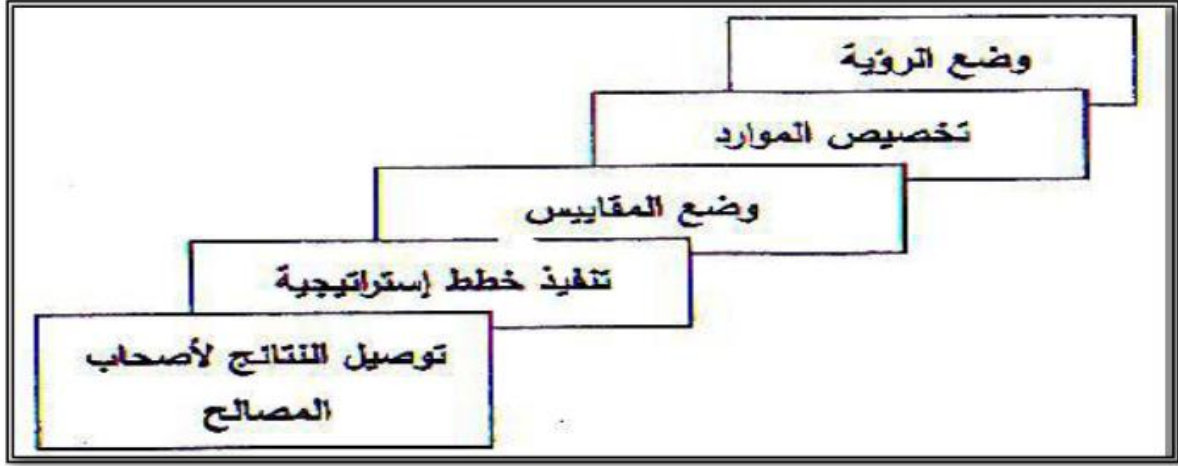 وضع الرؤية
تخصيص الموارد
وضع المقاييس
تنفيذ خطط إستراتيجية
توصيل النتائج لأصحاب
المصالح